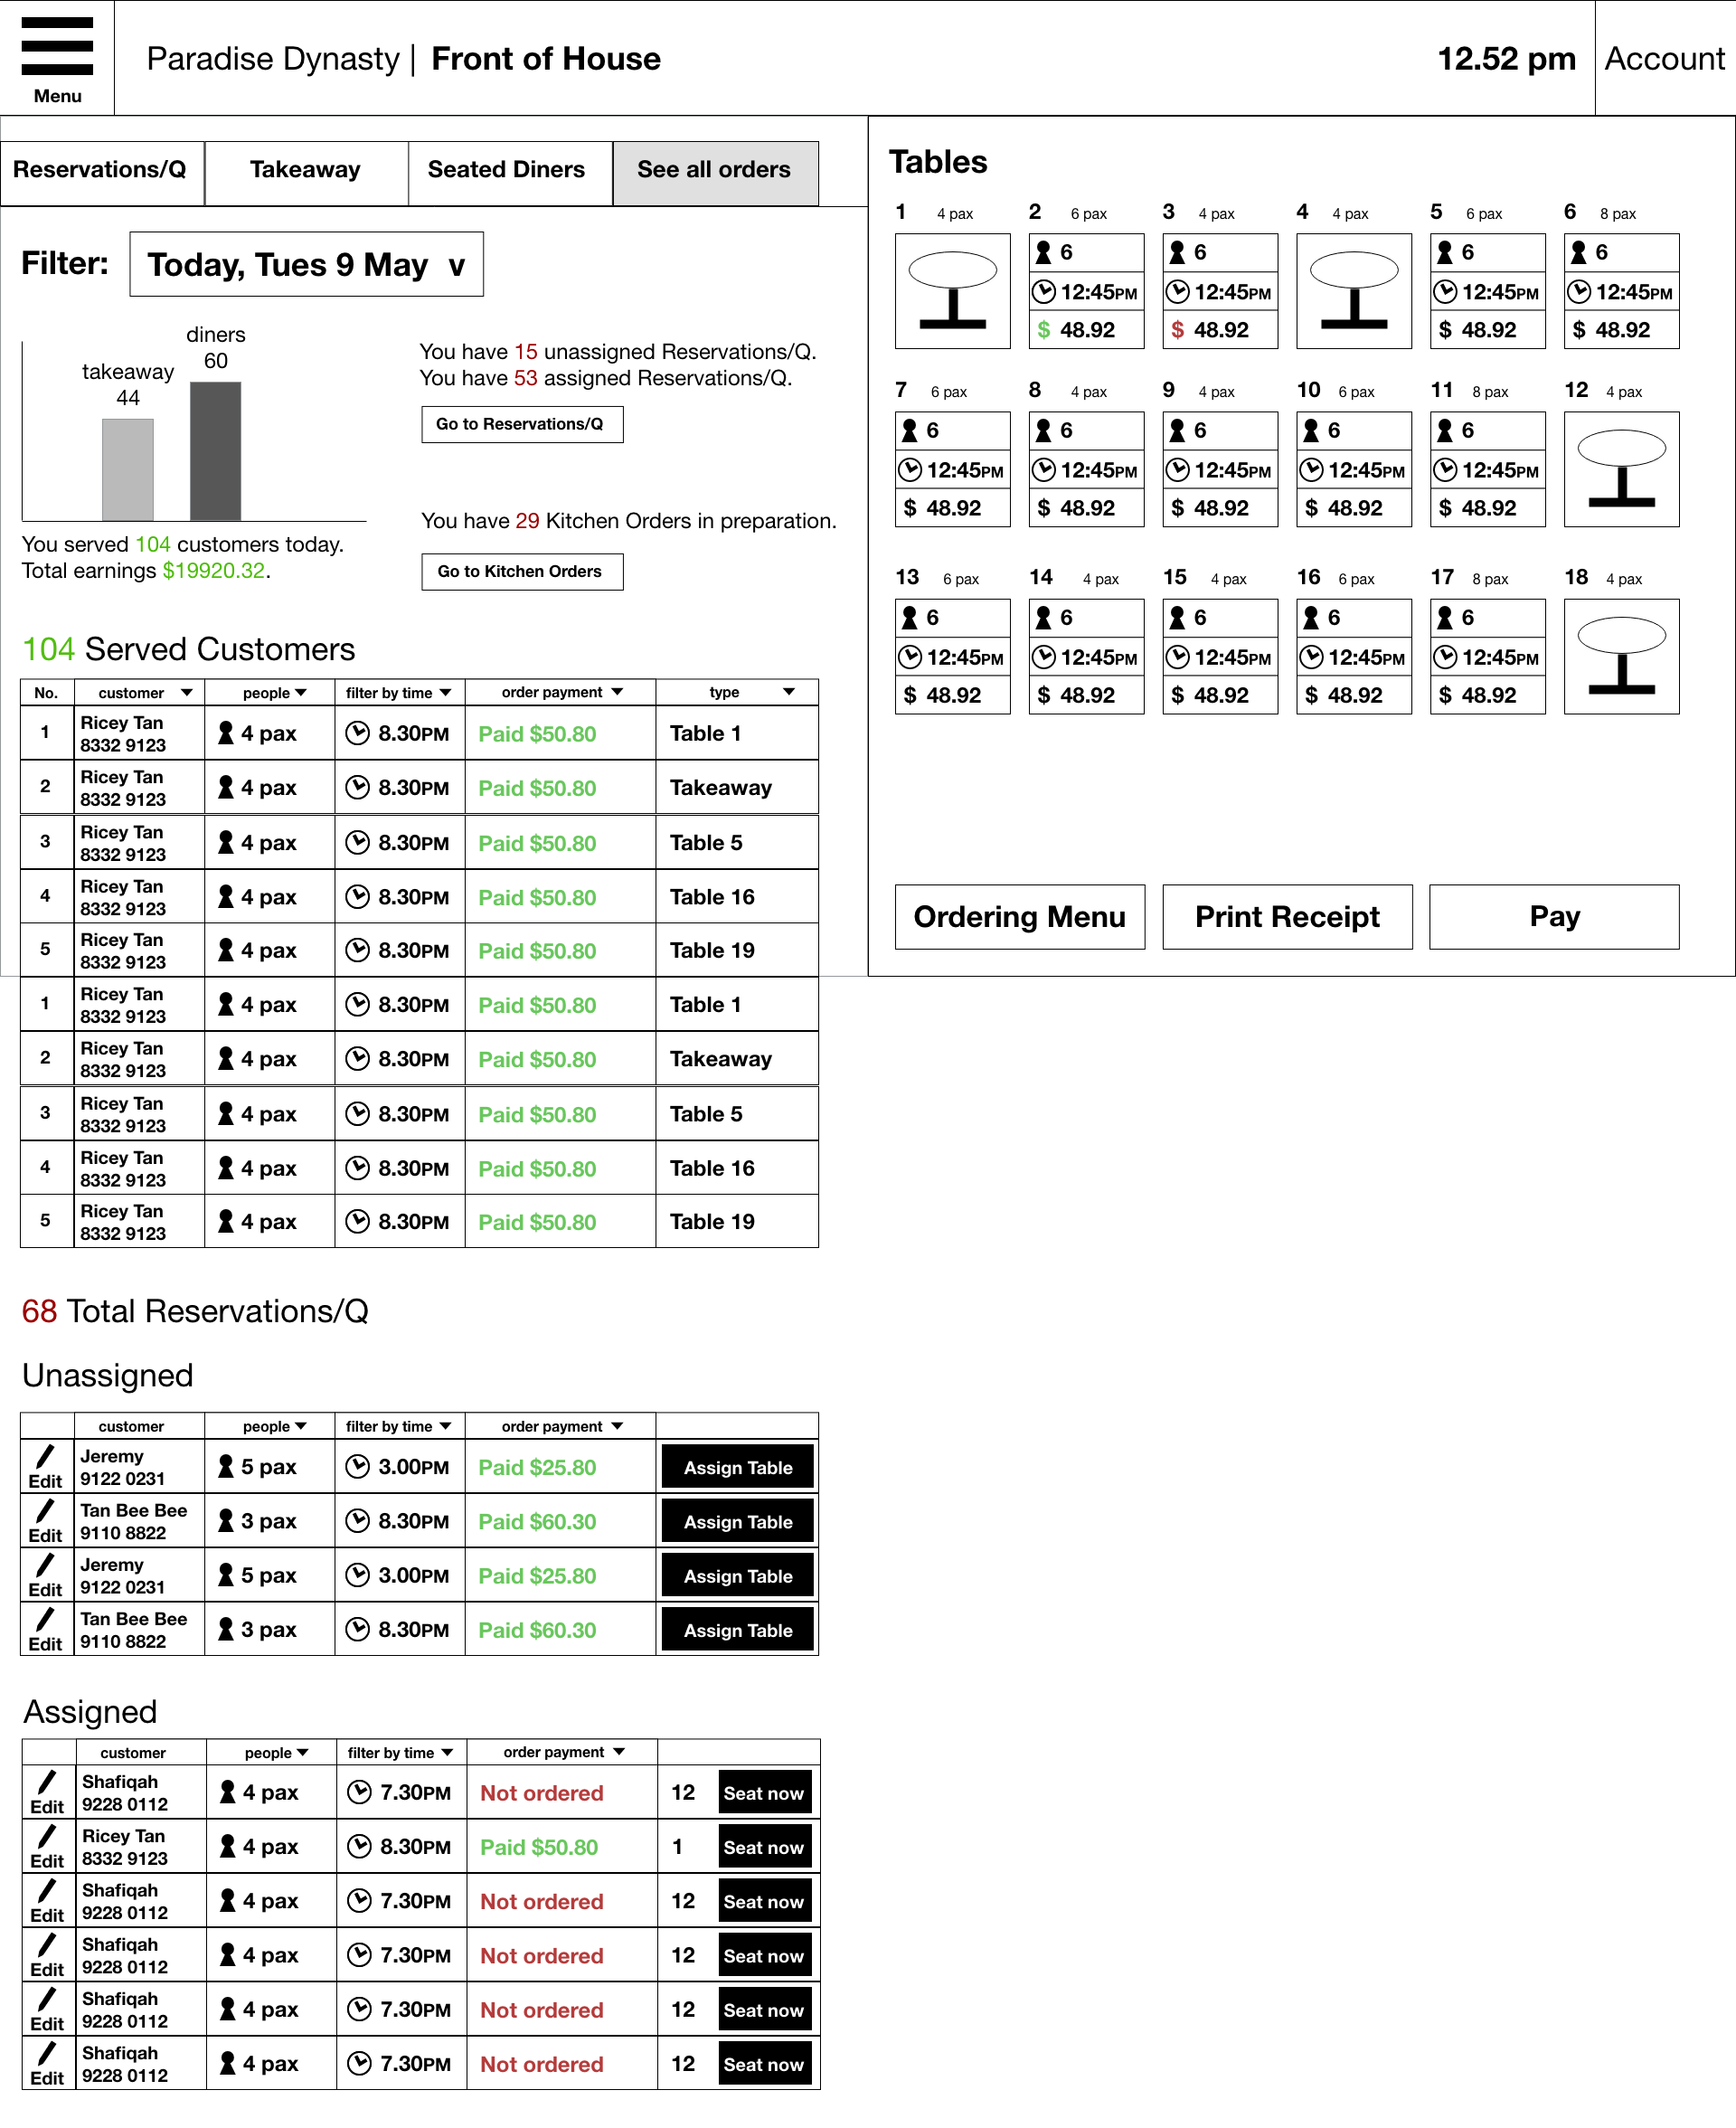 Menu
Paradise Dynasty | Front of House
12.52 pm
Account
Reservations/Q
Takeaway
Seated Diners
See all orders
Filter:
Today, Tues 9 May v
takeaway
44
diners
60
You served 104 customers today.
Total earnings $19920.32.
You have 15 unassigned Reservations/Q.
You have 53 assigned Reservations/Q.
Go to Reservations/Q
You have 29 Kitchen Orders in preparation.
Go to Kitchen Orders
104 Served Customers
No. customer people filter by time order payment type
1 Ricey Tan 4 pax 8.30PM Paid $50.80 Table 1
8332 9123
2 Ricey Tan 4 pax 8.30PM Paid $50.80 Takeaway
8332 9123
3 Ricey Tan 4 pax 8.30PM Paid $50.80 Table 5
8332 9123
4 Ricey Tan 4 pax 8.30PM Paid $50.80 Table 16
8332 9123
5 Ricey Tan 4 pax 8.30PM Paid $50.80 Table 19
8332 9123
1 Ricey Tan 4 pax 8.30PM Paid $50.80 Table 1
8332 9123
2 Ricey Tan 4 pax 8.30PM Paid $50.80 Takeaway
8332 9123
3 Ricey Tan 4 pax 8.30PM Paid $50.80 Table 5
8332 9123
4 Ricey Tan 4 pax 8.30PM Paid $50.80 Table 16
8332 9123
5 Ricey Tan 4 pax 8.30PM Paid $50.80 Table 19
8332 9123
68 Total Reservations/Q
Unassigned
customer people filter by time order payment
Edit Jeremy 5 pax 3.00PM Paid $25.80 Assign Table
9122 0231
Edit Tan Bee Bee 3 pax 8.30PM Paid $60.30 Assign Table
9110 8822
Edit Jeremy 5 pax 3.00PM Paid $25.80 Assign Table
9122 0231
Edit Tan Bee Bee 3 pax 8.30PM Paid $60.30 Assign Table
9110 8822
Assigned
customer people filter by time order payment
Edit Shafiqah 4 pax 7.30PM Not ordered 12 Seat now
9228 0112
Edit Ricey Tan 4 pax 8.30PM Paid $50.80 1 Seat now
8332 9123
Edit Shafiqah 4 pax 7.30PM Not ordered 12 Seat now
9228 0112
Edit Shafiqah 4 pax 7.30PM Not ordered 12 Seat now
9228 0112
Edit Shafiqah 4 pax 7.30PM Not ordered 12 Seat now
9228 0112
Edit Shafiqah 4 pax 7.30PM Not ordered 12 Seat now
9228 0112
Tables
1 4 pax 2 6 pax 3 4 pax 4 4 pax 5 6 pax 6 8 pax
6 6 6 6
12:45PM 12:45PM 12:45PM 12:45PM
$ 48.92 $ 48.92 $ 48.92 $ 48.92
7 6 pax 8 4 pax 9 4 pax 10 6 pax 11 8 pax 12 4 pax
6 6 6 6 6
12:45PM 12:45PM 12:45PM 12:45PM 12:45PM
$ 48.92 $ 48.92 $ 48.92 $ 48.92 $ 48.92
13 6 pax 14 4 pax 15 4 pax 16 6 pax 17 8 pax 18 4 pax
6 6 6 6 6
12:45PM 12:45PM 12:45PM 12:45PM 12:45PM
$ 48.92 $ 48.92 $ 48.92 $ 48.92 $ 48.92
Ordering Menu
Print Receipt
Pay